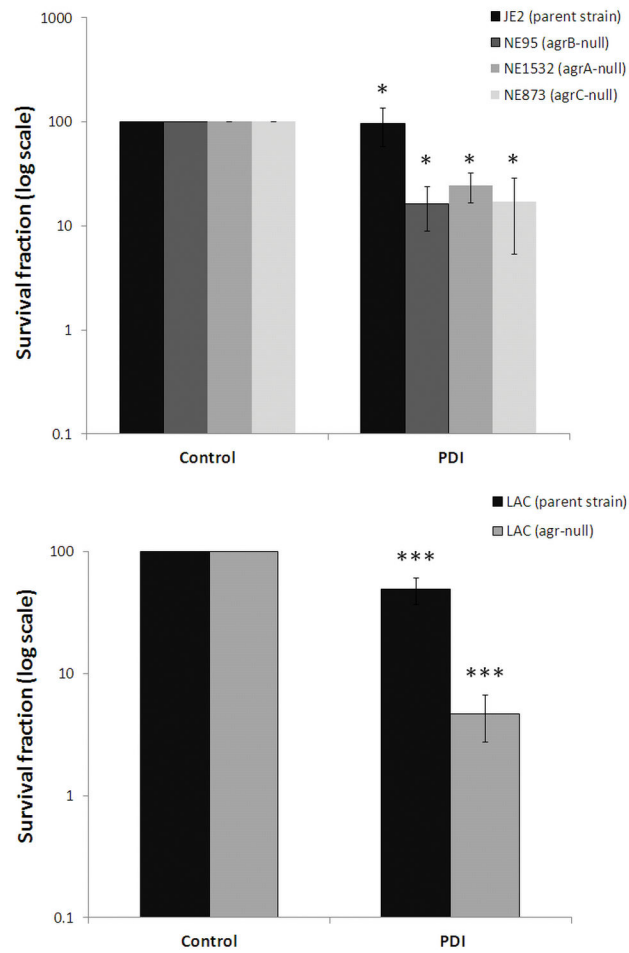 JE2 (parent strain)
NE95 (agrB-null)
NE1532 (agrA-null)
NE873 (agrC-null)
Survival fraction (log scale)
1000
100
10
1
0.1
*
*
*
*
Control
PDI
LAC (parent strain)
LAC (agr-null)
Survival fraction (log scale)
100
10
1
0.1
***
***
Control
PDI